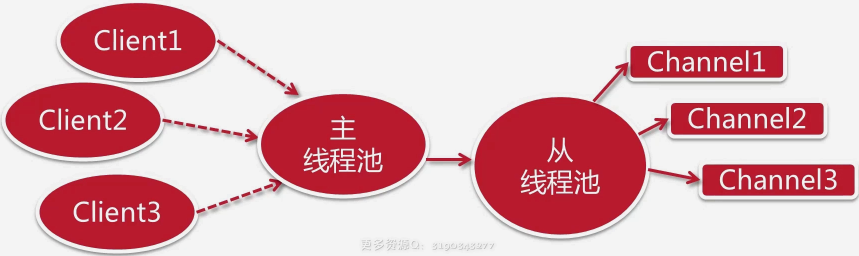 Client1
Client2
Client3
主
线程池
从
线程池
Channel1
Channel2
Channel3